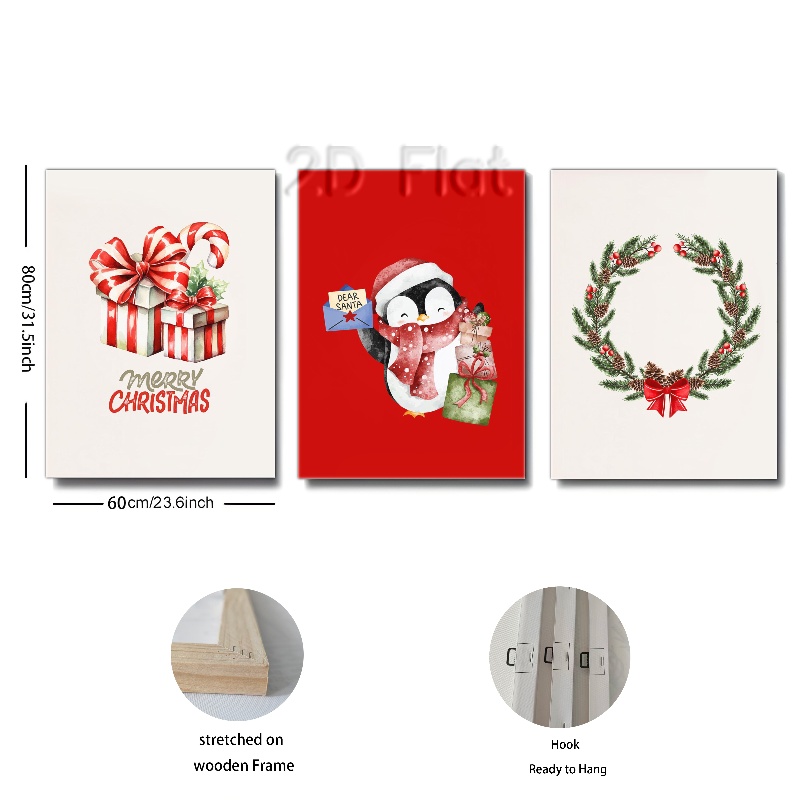 2D Flat
80cm/31.5inch
DEAR
SANTA
MERRY
CHRISTMAS
60cm/23.6inch
stretched on
wooden Frame
Hook
Ready to Hang